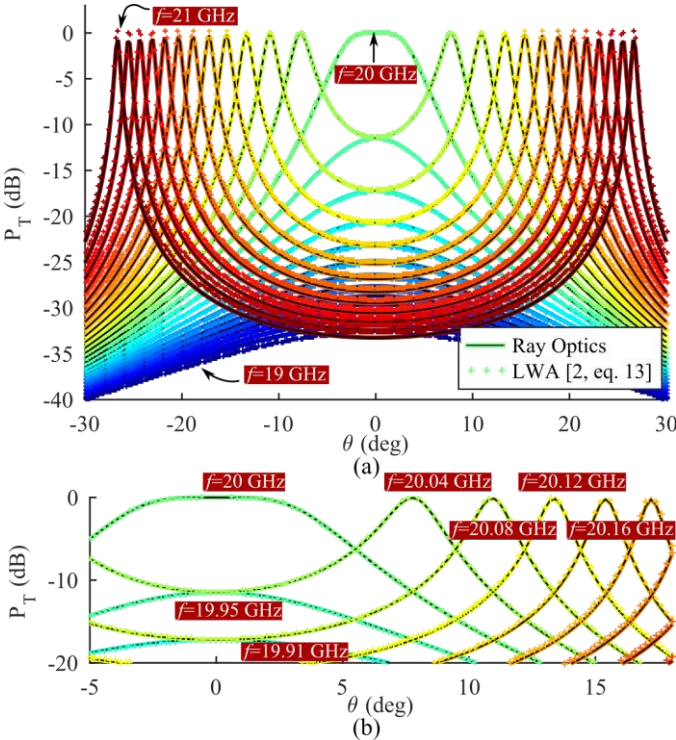 f=21 GHz
0
-5
-10
-15
-20
-25
-30
-35
-40
P_T (dB)
f=20 GHz
f=19 GHz
Ray Optics
LWA [2, eq. 13]
-30 -20 -10 0 10 20 30
θ (deg)
(a)
f=20 GHz f=20.04 GHz f=20.12 GHz
f=20.08 GHz f=20.16 GHz
0
-10
-20
P_T (dB)
f=19.95 GHz
f=19.91 GHz
-5 0 5 10 15
θ (deg)
(b)